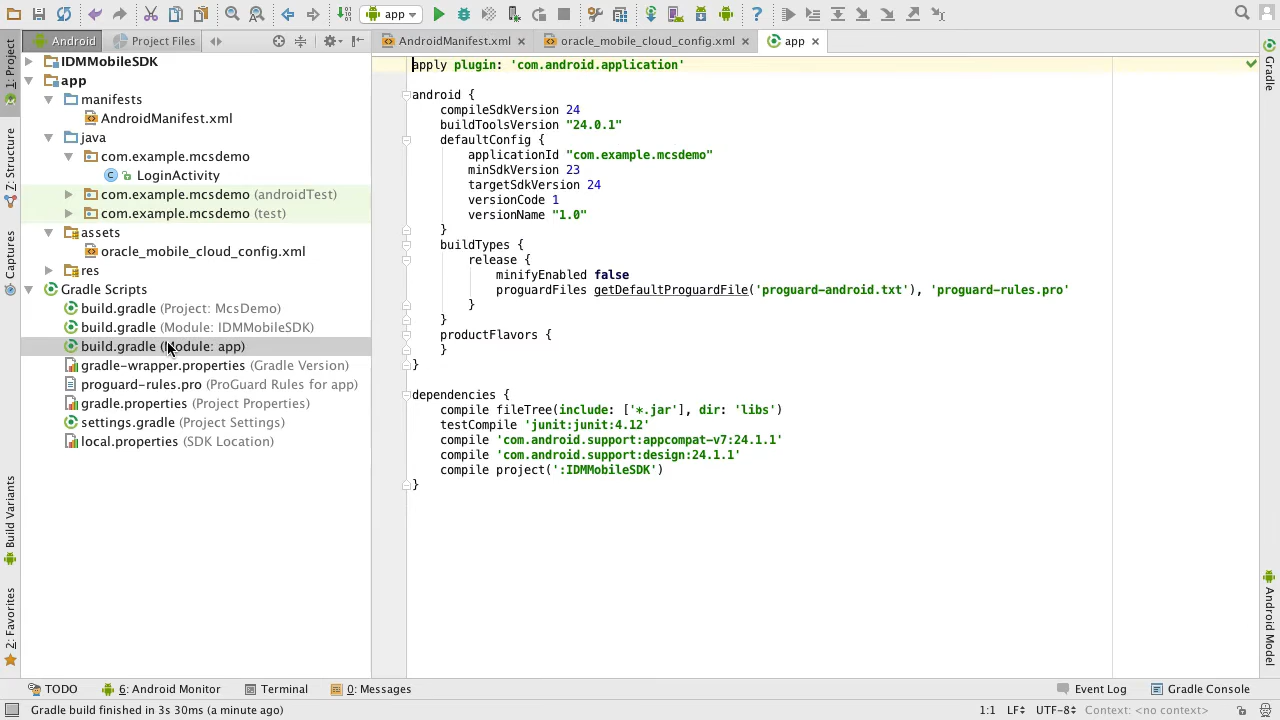 app
Android
Project Files
AndroidManifest.xml
oracle_mobile_cloud_config.xml
app
1: Project
Z: Structure
Captures
Build Variants
2: Favorites
IDMMobileSDK
app
manifests
AndroidManifest.xml
java
com.example.mcsdemo
LoginActivity
com.example.mcsdemo (androidTest)
com.example.mcsdemo (test)
assets
oracle_mobile_cloud_config.xml
res
Gradle Scripts
build.gradle (Project: McsDemo)
build.gradle (Module: IDMMobileSDK)
build.gradle (Module: app)
gradle-wrapper.properties (Gradle Version)
proguard-rules.pro (ProGuard Rules for app)
gradle.properties (Project Properties)
settings.gradle (Project Settings)
local.properties (SDK Location)
apply plugin: 'com.android.application'
android {
compileSdkVersion 24
buildToolsVersion "24.0.1"
defaultConfig {
applicationId "com.example.mcsdemo"
minSdkVersion 23
targetSdkVersion 24
versionCode 1
versionName "1.0"
}
buildTypes {
release {
minifyEnabled false
proguardFiles getDefaultProguardFile('proguard-android.txt'), 'proguard-rules.pro'
}
}
productFlavors {
}
}
dependencies {
compile fileTree(include: ['*.jar'], dir: 'libs')
testCompile 'junit:junit:4.12'
compile 'com.android.support:appcompat-v7:24.1.1'
compile 'com.android.support:design:24.1.1'
compile project(':IDMMobileSDK')
}
Gradle
Android Model
TODO
6: Android Monitor
Terminal
0: Messages
Event Log
Gradle Console
Gradle build finished in 3s 30ms (a minute ago)
1:1
LF
UTF-8
Context: <no context>